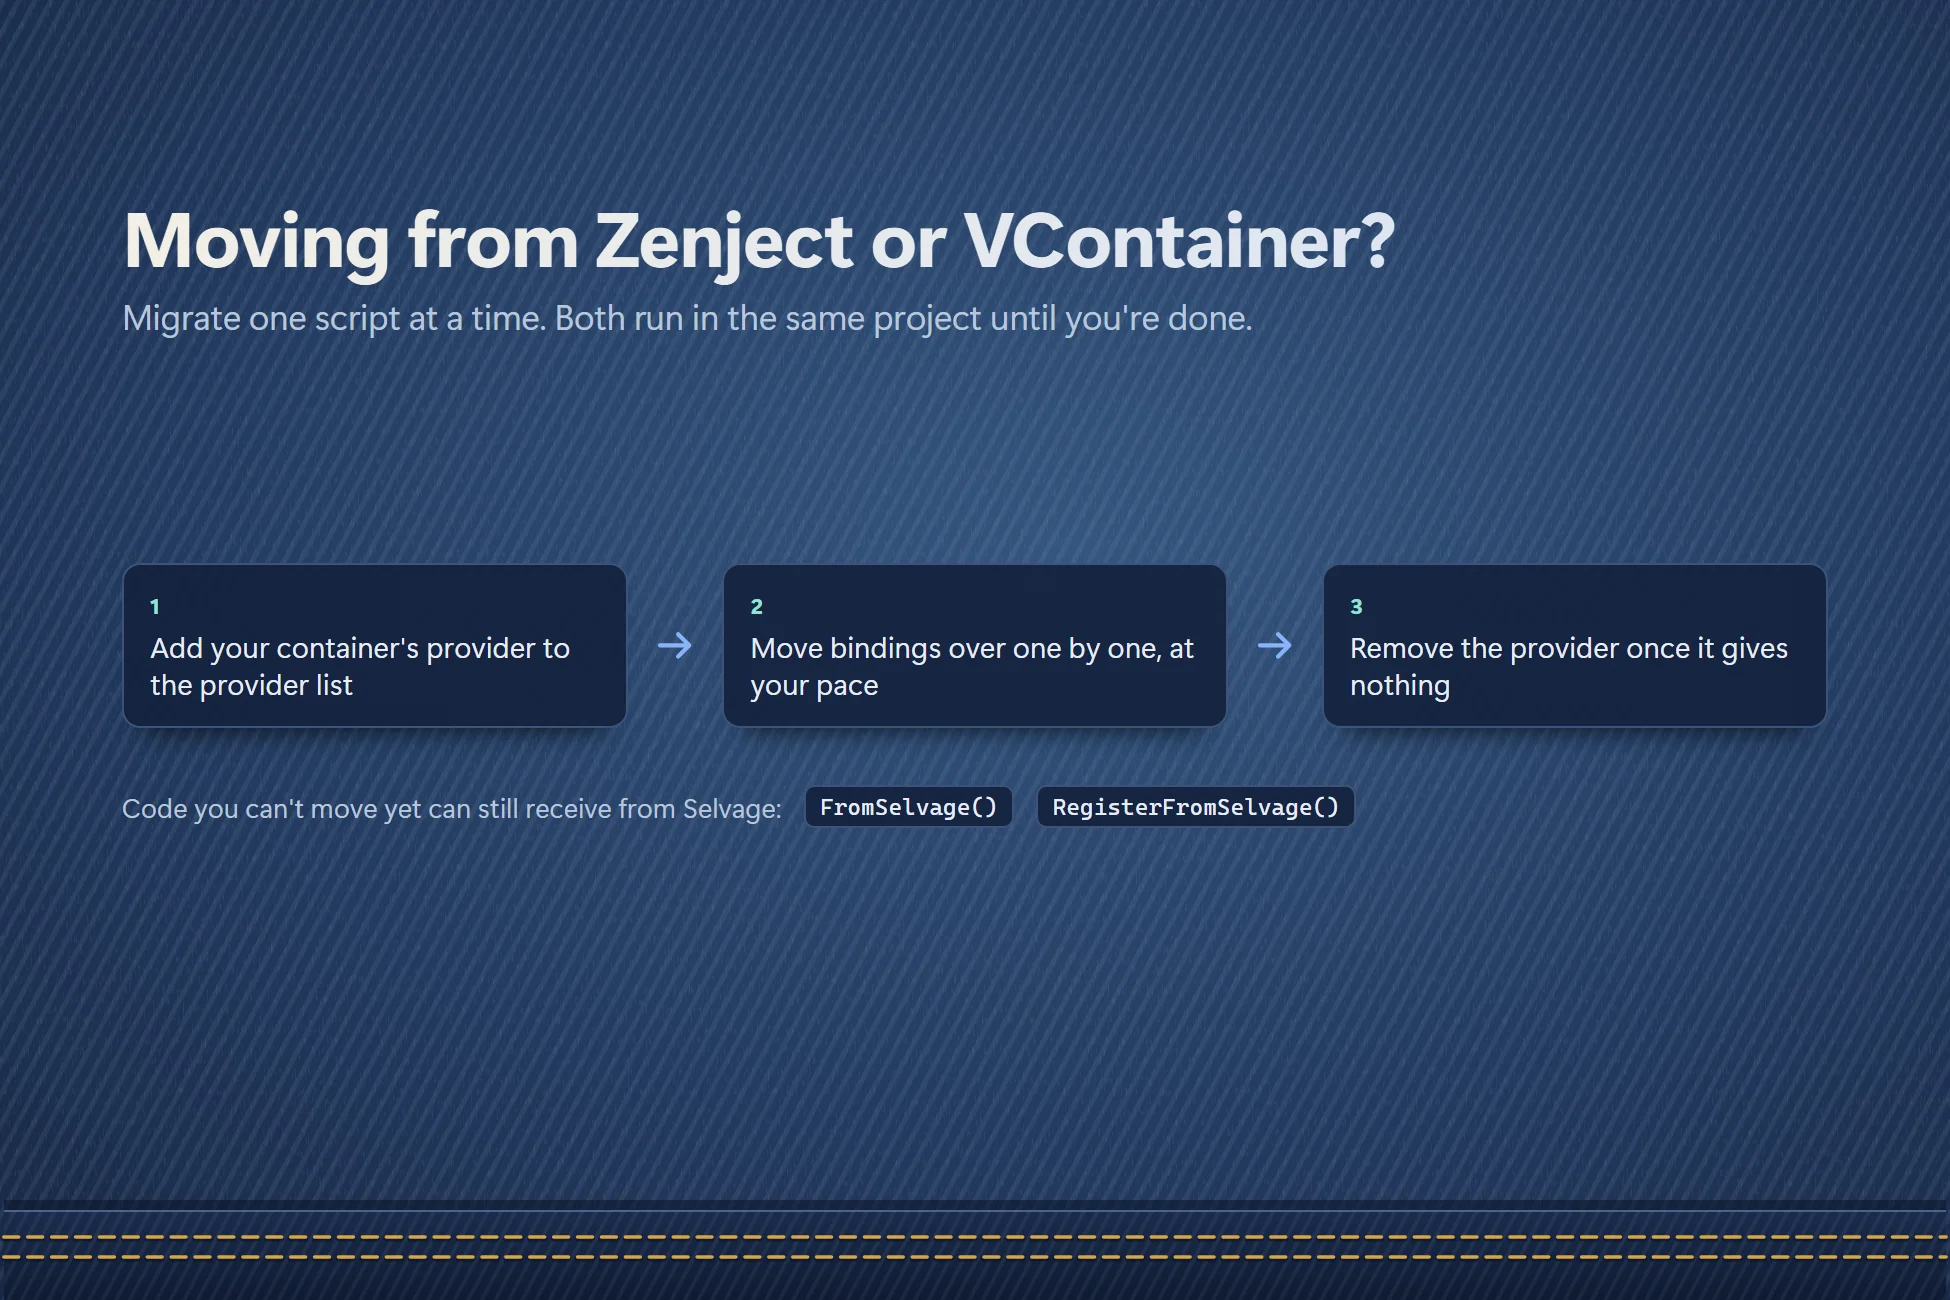 Moving from Zenject or VContainer?
Migrate one script at a time. Both run in the same project until you're done.
1
Add your container's provider to
the provider list
2
Move bindings over one by one, at
your pace
3
Remove the provider once it gives
nothing
Code you can't move yet can still receive from Selvage: FromSelvage() RegisterFromSelvage()